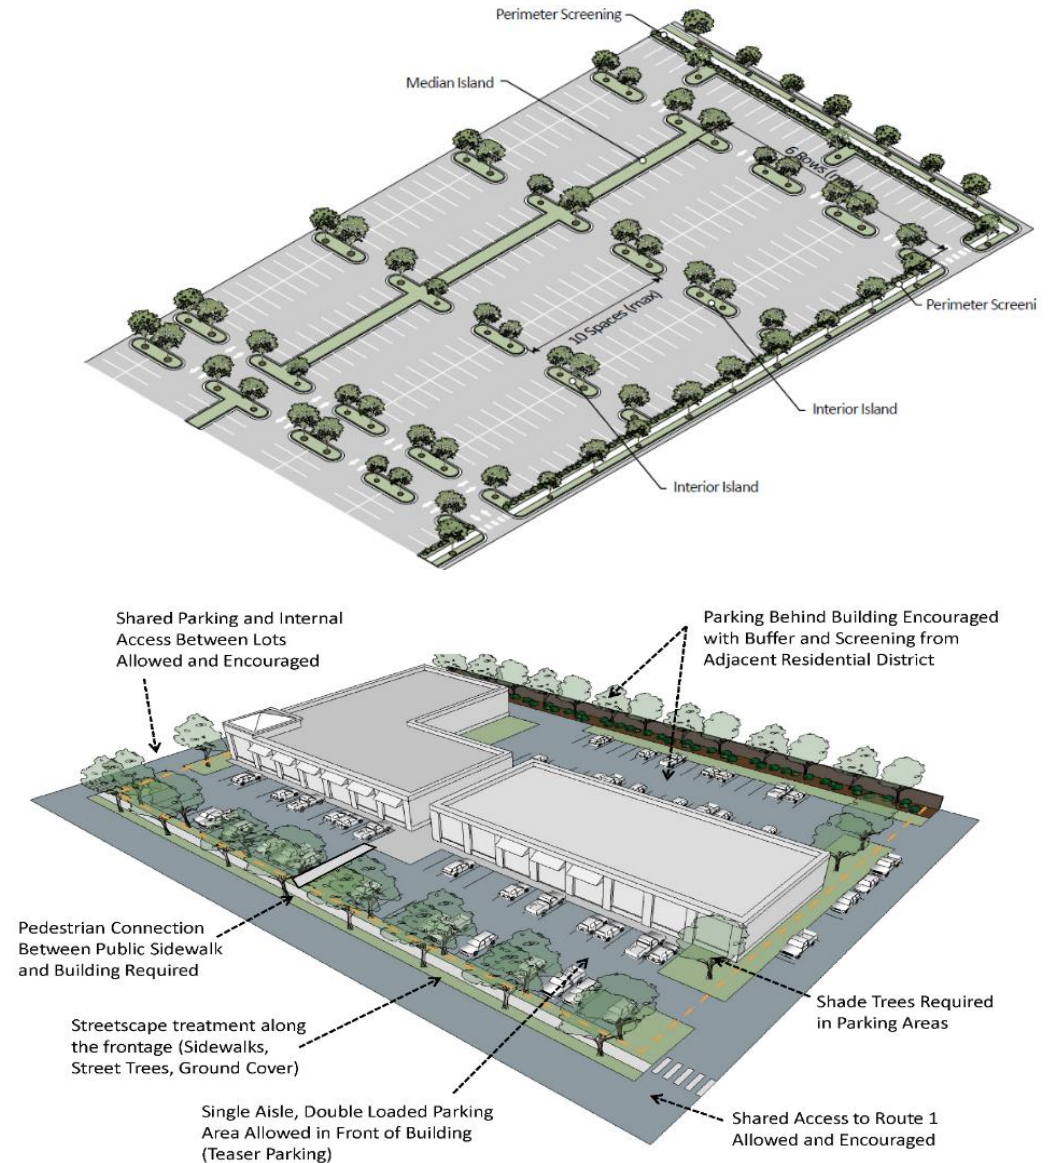 Perimeter Screening
Median Island
6 Rows (max)
10 Spaces (max)
Perimeter Screeni
Interior Island
Interior Island
Shared Parking and Internal
Access Between Lots
Allowed and Encouraged
Parking Behind Building Encouraged
with Buffer and Screening from
Adjacent Residential District
Pedestrian Connection
Between Public Sidewalk
and Building Required
Shade Trees Required
in Parking Areas
Streetscape treatment along
the frontage (Sidewalks,
Street Trees, Ground Cover)
Single Aisle, Double Loaded Parking
Area Allowed in Front of Building
(Teaser Parking)
Shared Access to Route 1
Allowed and Encouraged